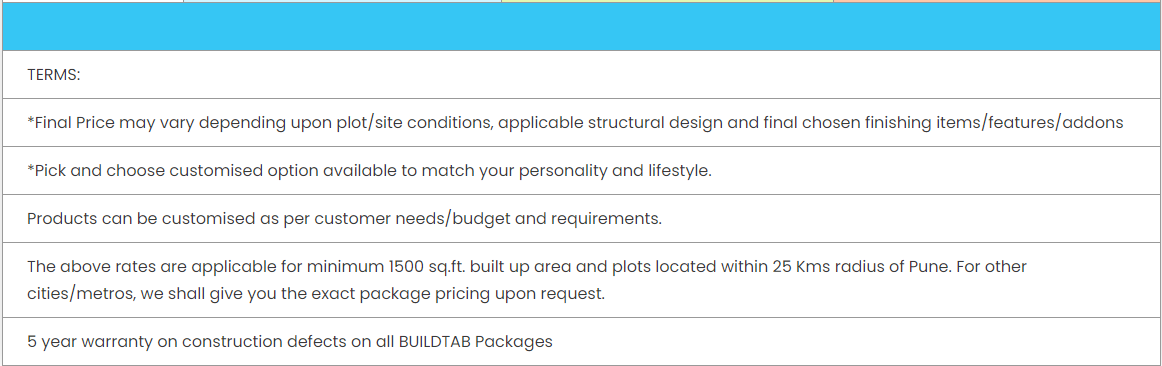 TERMS:
*Final Price may vary depending upon plot/site conditions, applicable structural design and final chosen finishing items/features/addons
*Pick and choose customised option available to match your personality and lifestyle.
Products can be customised as per customer needs/budget and requirements.
The above rates are applicable for minimum 1500 sq.ft. built up area and plots located within 25 Kms radius of Pune. For other
cities/metros, we shall give you the exact package pricing upon request.
5 year warranty on construction defects on all BUILDTAB Packages